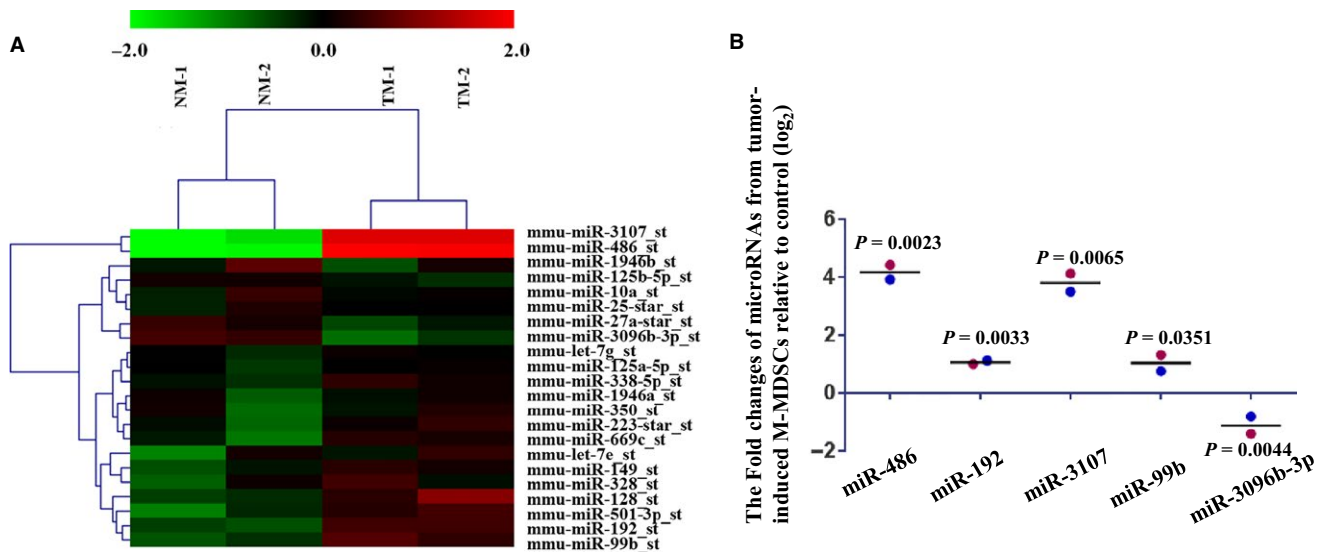 A
−2.0 0.0 2.0
NM-1
NM-2
TM-1
TM-2
mmu-miR-3107_st
mmu-miR-486_st
mmu-miR-1946b_st
mmu-miR-125b-5p_st
mmu-miR-10a_st
mmu-miR-25-star_st
mmu-miR-27a-star_st
mmu-miR-3096b-3p_st
mmu-let-7g_st
mmu-miR-125a-5p_st
mmu-miR-338-5p_st
mmu-miR-1946a_st
mmu-miR-350_st
mmu-miR-223-star_st
mmu-miR-669c_st
mmu-let-7e_st
mmu-miR-149_st
mmu-miR-328_st
mmu-miR-128_st
mmu-miR-501-3p_st
mmu-miR-192_st
mmu-miR-99b_st
B
The Fold changes of microRNAs from tumor-
induced M-MDSCs relative to control (log2)
6
4
2
0
−2
P = 0.0023
P = 0.0033
P = 0.0065
P = 0.0351
P = 0.0044
miR-486
miR-192
miR-3107
miR-99b
miR-3096b-3p